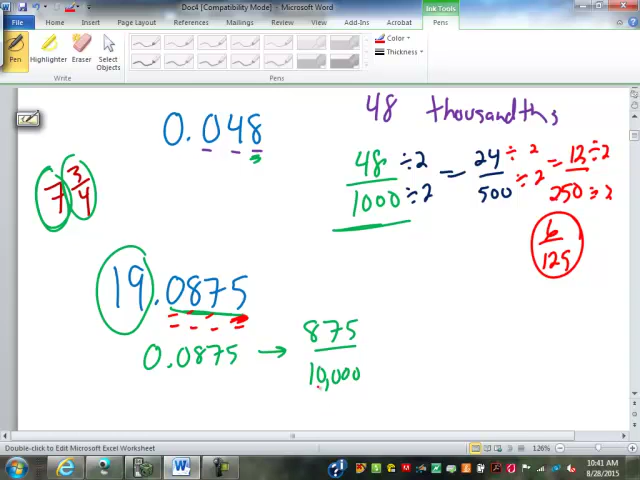 Doc4 [Compatibility Mode] - Microsoft Word
Ink Tools
File Home Insert Page Layout References Mailings Review View Add-Ins Acrobat Pens
Pen Highlighter Eraser Select Objects
Color
Thickness
Write
Pens
0.048
48 thousandths
48/1000 ÷2 ÷2 = 24/500 ÷2 ÷2 = 12/250 ÷2 ÷2
6/125
7 3/4
19.0875
0.0875 → 875/10,000
Double-click to Edit Microsoft Excel Worksheet
126%
10:41 AM
8/28/2015